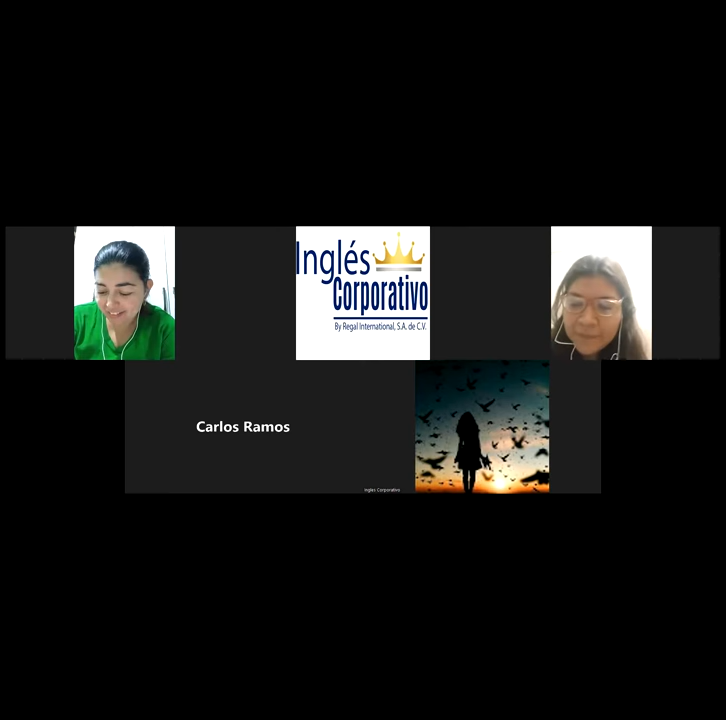 Inglés
Corporativo
By Regal International, S.A. de C.V.
Carlos Ramos
Inglés Corporativo